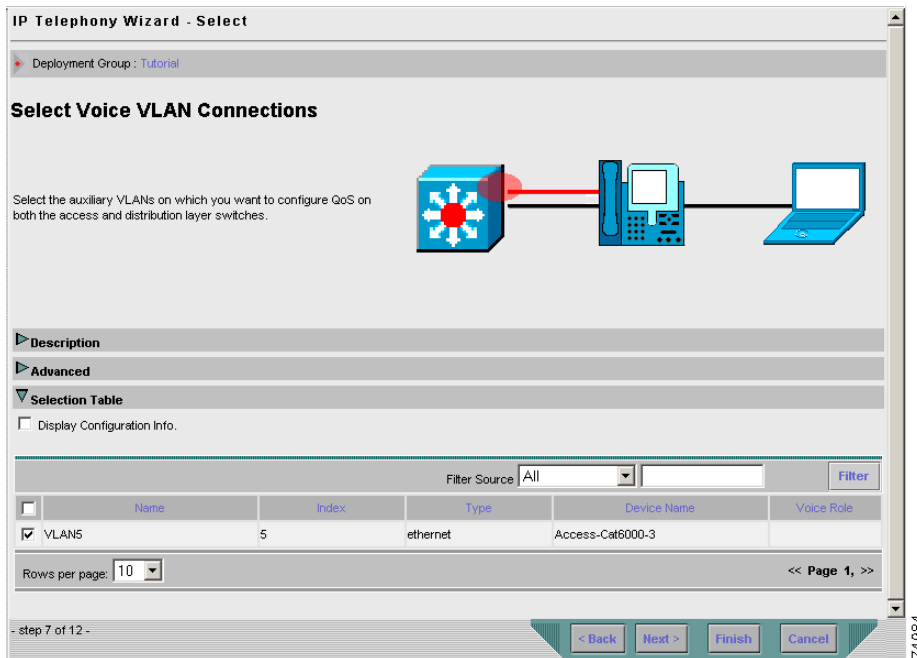 IP Telephony Wizard - Select
Deployment Group : Tutorial
Select Voice VLAN Connections
Select the auxiliary VLANs on which you want to configure QoS on
both the access and distribution layer switches.
Description
Advanced
Selection Table
Display Configuration Info.
Filter Source All Filter
Name Index Type Device Name Voice Role
VLAN5 5 ethernet Access-Cat6000-3
Rows per page: 10 << Page 1, >>
- step 7 of 12 - < Back Next > Finish Cancel